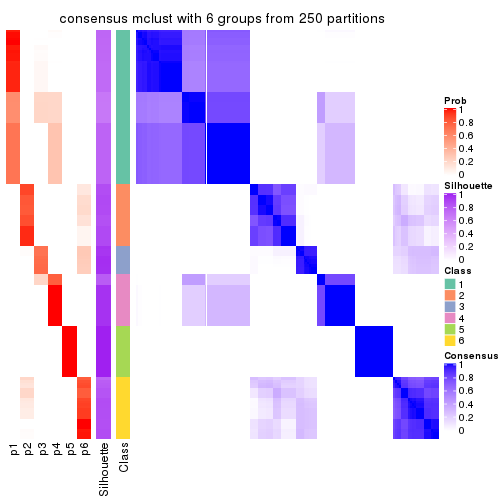 consensus mclust with 6 groups from 250 partitions
Prob
1
0.8
0.6
0.4
0.2
0
Silhouette
1
0.8
0.6
0.4
0.2
0
Class
1
2
3
4
5
6
Consensus
1
0.8
0.6
0.4
0.2
0
p1
p2
p3
p4
p5
p6
Silhouette
Class